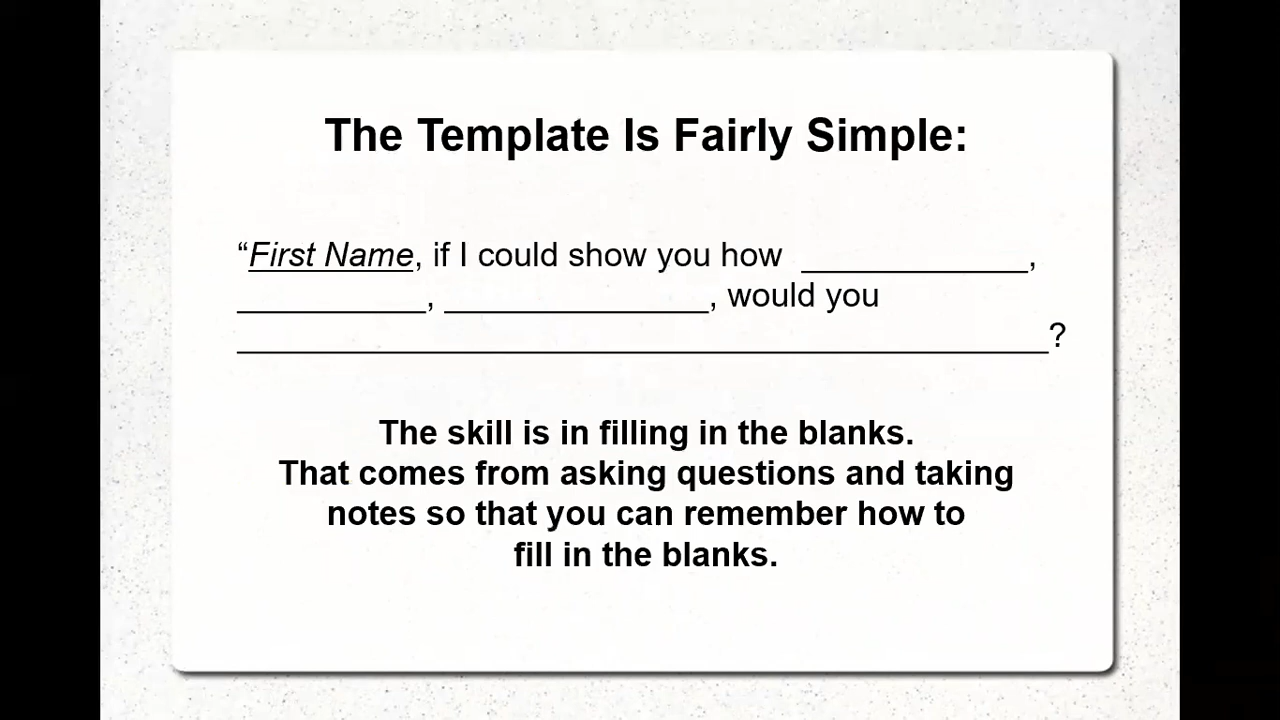 The Template Is Fairly Simple:
“First Name, if I could show you how ____________,
__________, ______________, would you
___________________________________________?
The skill is in filling in the blanks.
That comes from asking questions and taking
notes so that you can remember how to
fill in the blanks.